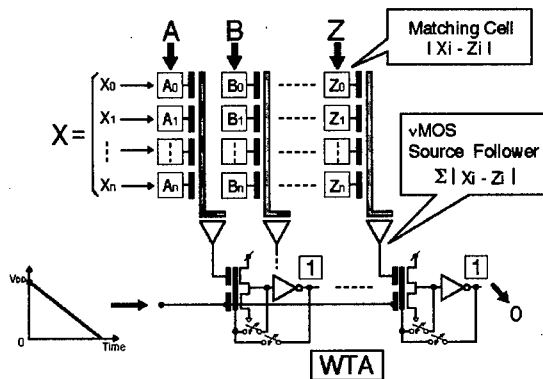 A B Z
Matching Cell
| Xi - Zi |
X0 A0 B0 Z0
X1 A1 B1 Z1
X =
Xn An Bn Zn
νMOS
Source Follower
Σ | Xi - Zi |
VDD
0
Time
1
1
0
WTA